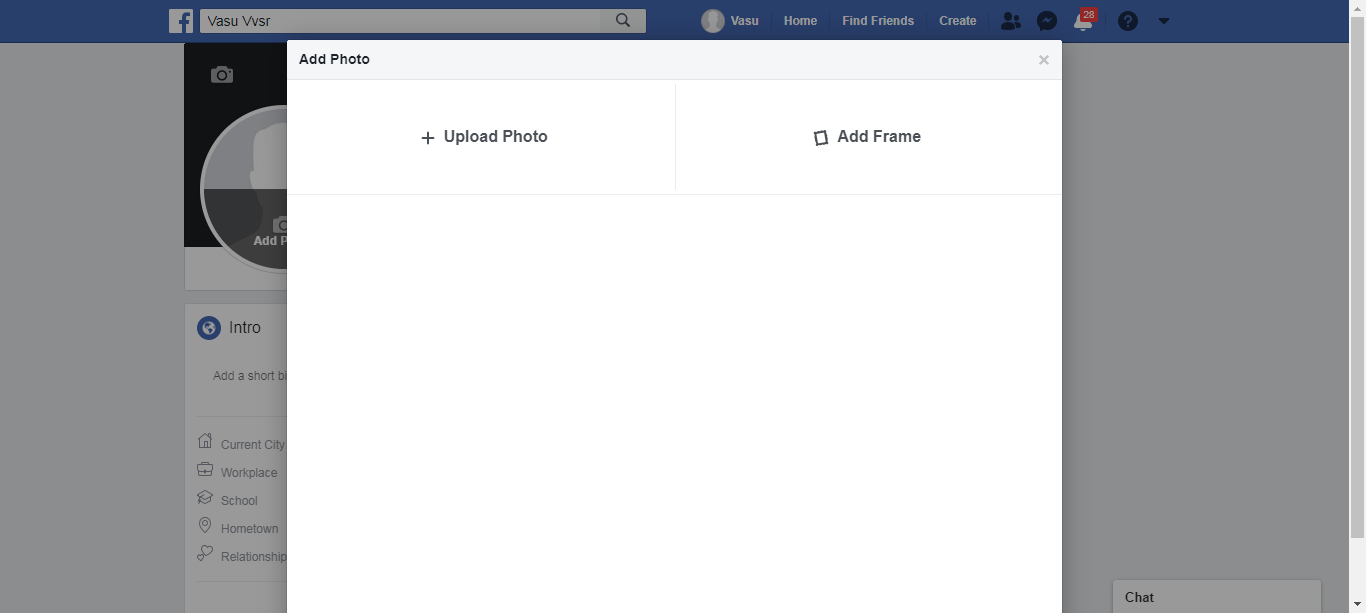 f Vasu Vvsr Vasu Home Find Friends Create 28 ?
Add Photo ×
+ Upload Photo Add Frame
Add P
Intro
Add a short bi
Current City
Workplace
School
Hometown
Relationship
Chat